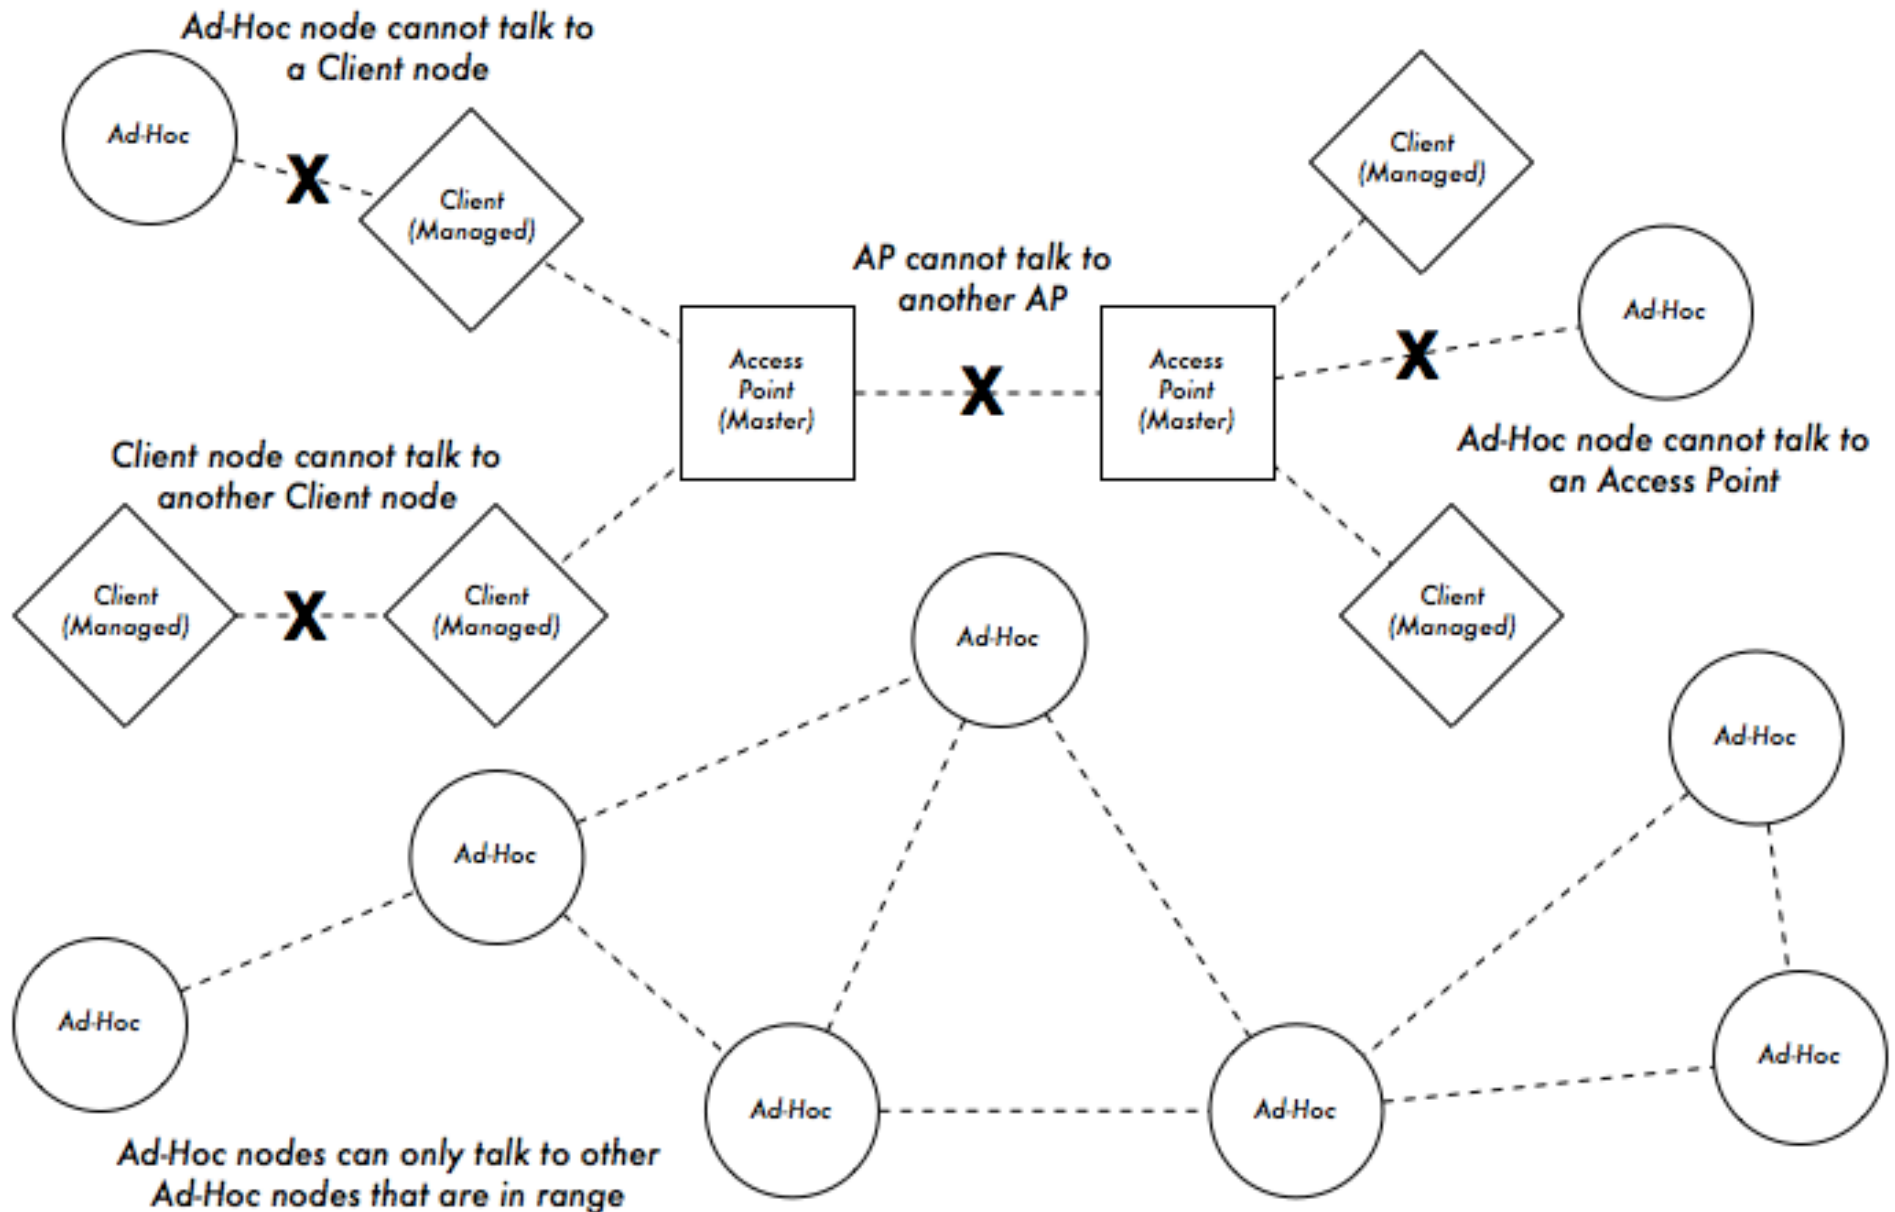 Ad-Hoc node cannot talk to
a Client node
Ad-Hoc
X
Client
(Managed)
AP cannot talk to
another AP
Client
(Managed)
Ad-Hoc
Access
Point
(Master)
X
Access
Point
(Master)
X
Ad-Hoc node cannot talk to
an Access Point
Client node cannot talk to
another Client node
Client
(Managed)
X
Client
(Managed)
Client
(Managed)
Ad-Hoc
Ad-Hoc
Ad-Hoc
Ad-Hoc
Ad-Hoc
Ad-Hoc
Ad-Hoc
Ad-Hoc nodes can only talk to other
Ad-Hoc nodes that are in range